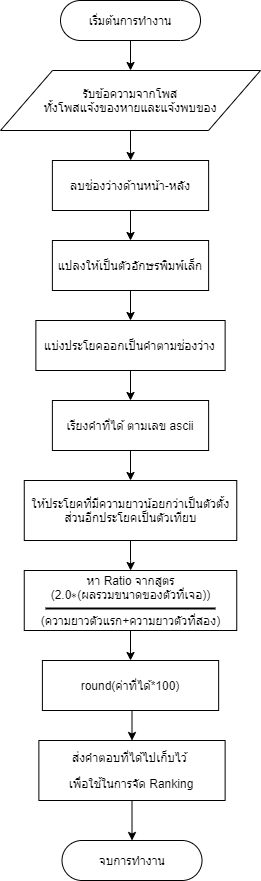 เริ่มต้นการทำงาน
รับข้อความจากโพส
ทั้งโพสแจ้งของหายและแจ้งพบของ
ลบช่องว่างด้านหน้า-หลัง
แปลงให้เป็นตัวอักษรพิมพ์เล็ก
แบ่งประโยคออกเป็นคำตามช่องว่าง
เรียงคำที่ได้ ตามเลข ascii
ให้ประโยคที่มีความยาวน้อยกว่าเป็นตัวตั้ง
ส่วนอีกประโยคเป็นตัวเทียบ
หา Ratio จากสูตร
(2.0*(ผลรวมขนาดของตัวที่เจอ))
(ความยาวตัวแรก+ความยาวตัวที่สอง)
round(ค่าที่ได้*100)
ส่งคำตอบที่ได้ไปเก็บไว้
เพื่อใช้ในการจัด Ranking
จบการทำงาน